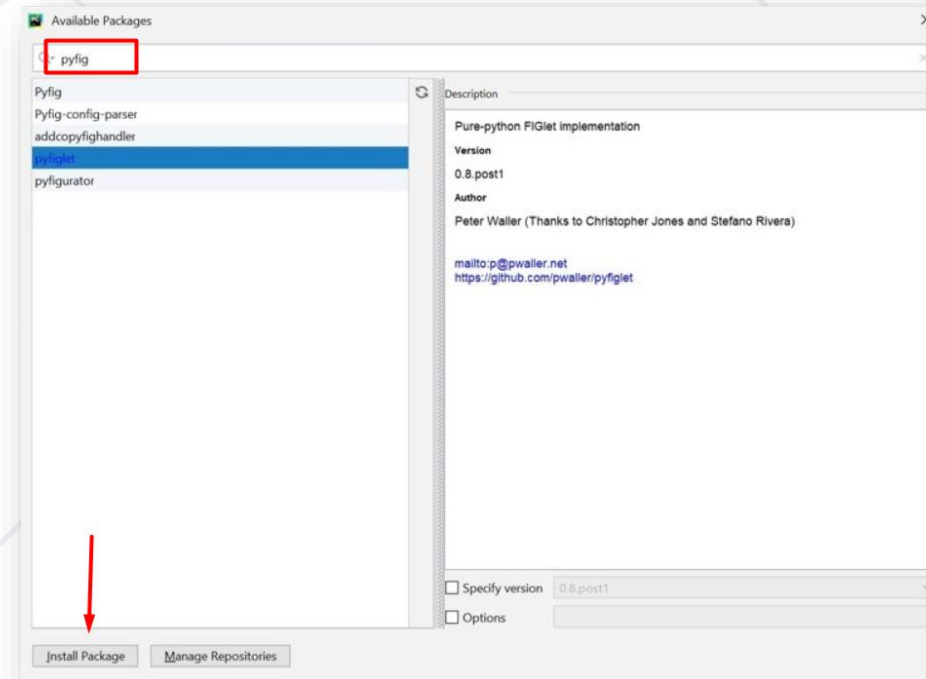 Available Packages
pyfig
Pyfig
Pyfig-config-parser
addcopyfighandler
pyfiglet
pyfigurator
Description
Pure-python FIGlet implementation
Version
0.8.post1
Author
Peter Waller (Thanks to Christopher Jones and Stefano Rivera)
mailto:p@pwaller.net
https://github.com/pwaller/pyfiglet
Specify version 0.8.post1
Options
Install Package Manage Repositories